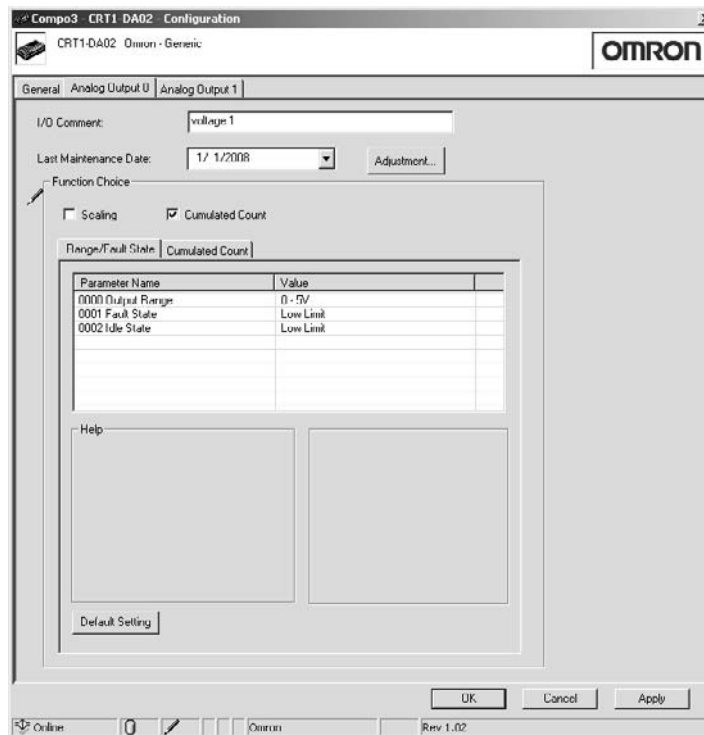 Compo3 - CRT1-DA02 - Configuration
CRT1-DA02 Omron - Generic
OMRON
General Analog Output 0 Analog Output 1
I/O Comment: voltage 1
Last Maintenance Date: 1/ 1/2008 Adjustment...
Function Choice
Scaling Cumulated Count
Range/Fault State Cumulated Count
Parameter Name Value
0000 Output Range 0 - 5V
0001 Fault State Low Limit
0002 Idle State Low Limit
Help
Default Setting
OK Cancel Apply
Online Omron Rev 1.02